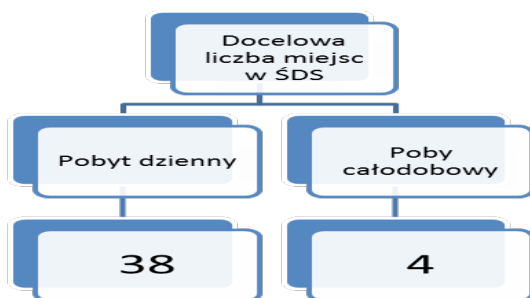 Docelowa
liczba miejsc
w ŚDS
Pobyt dzienny
Poby
całodobowy
38
4